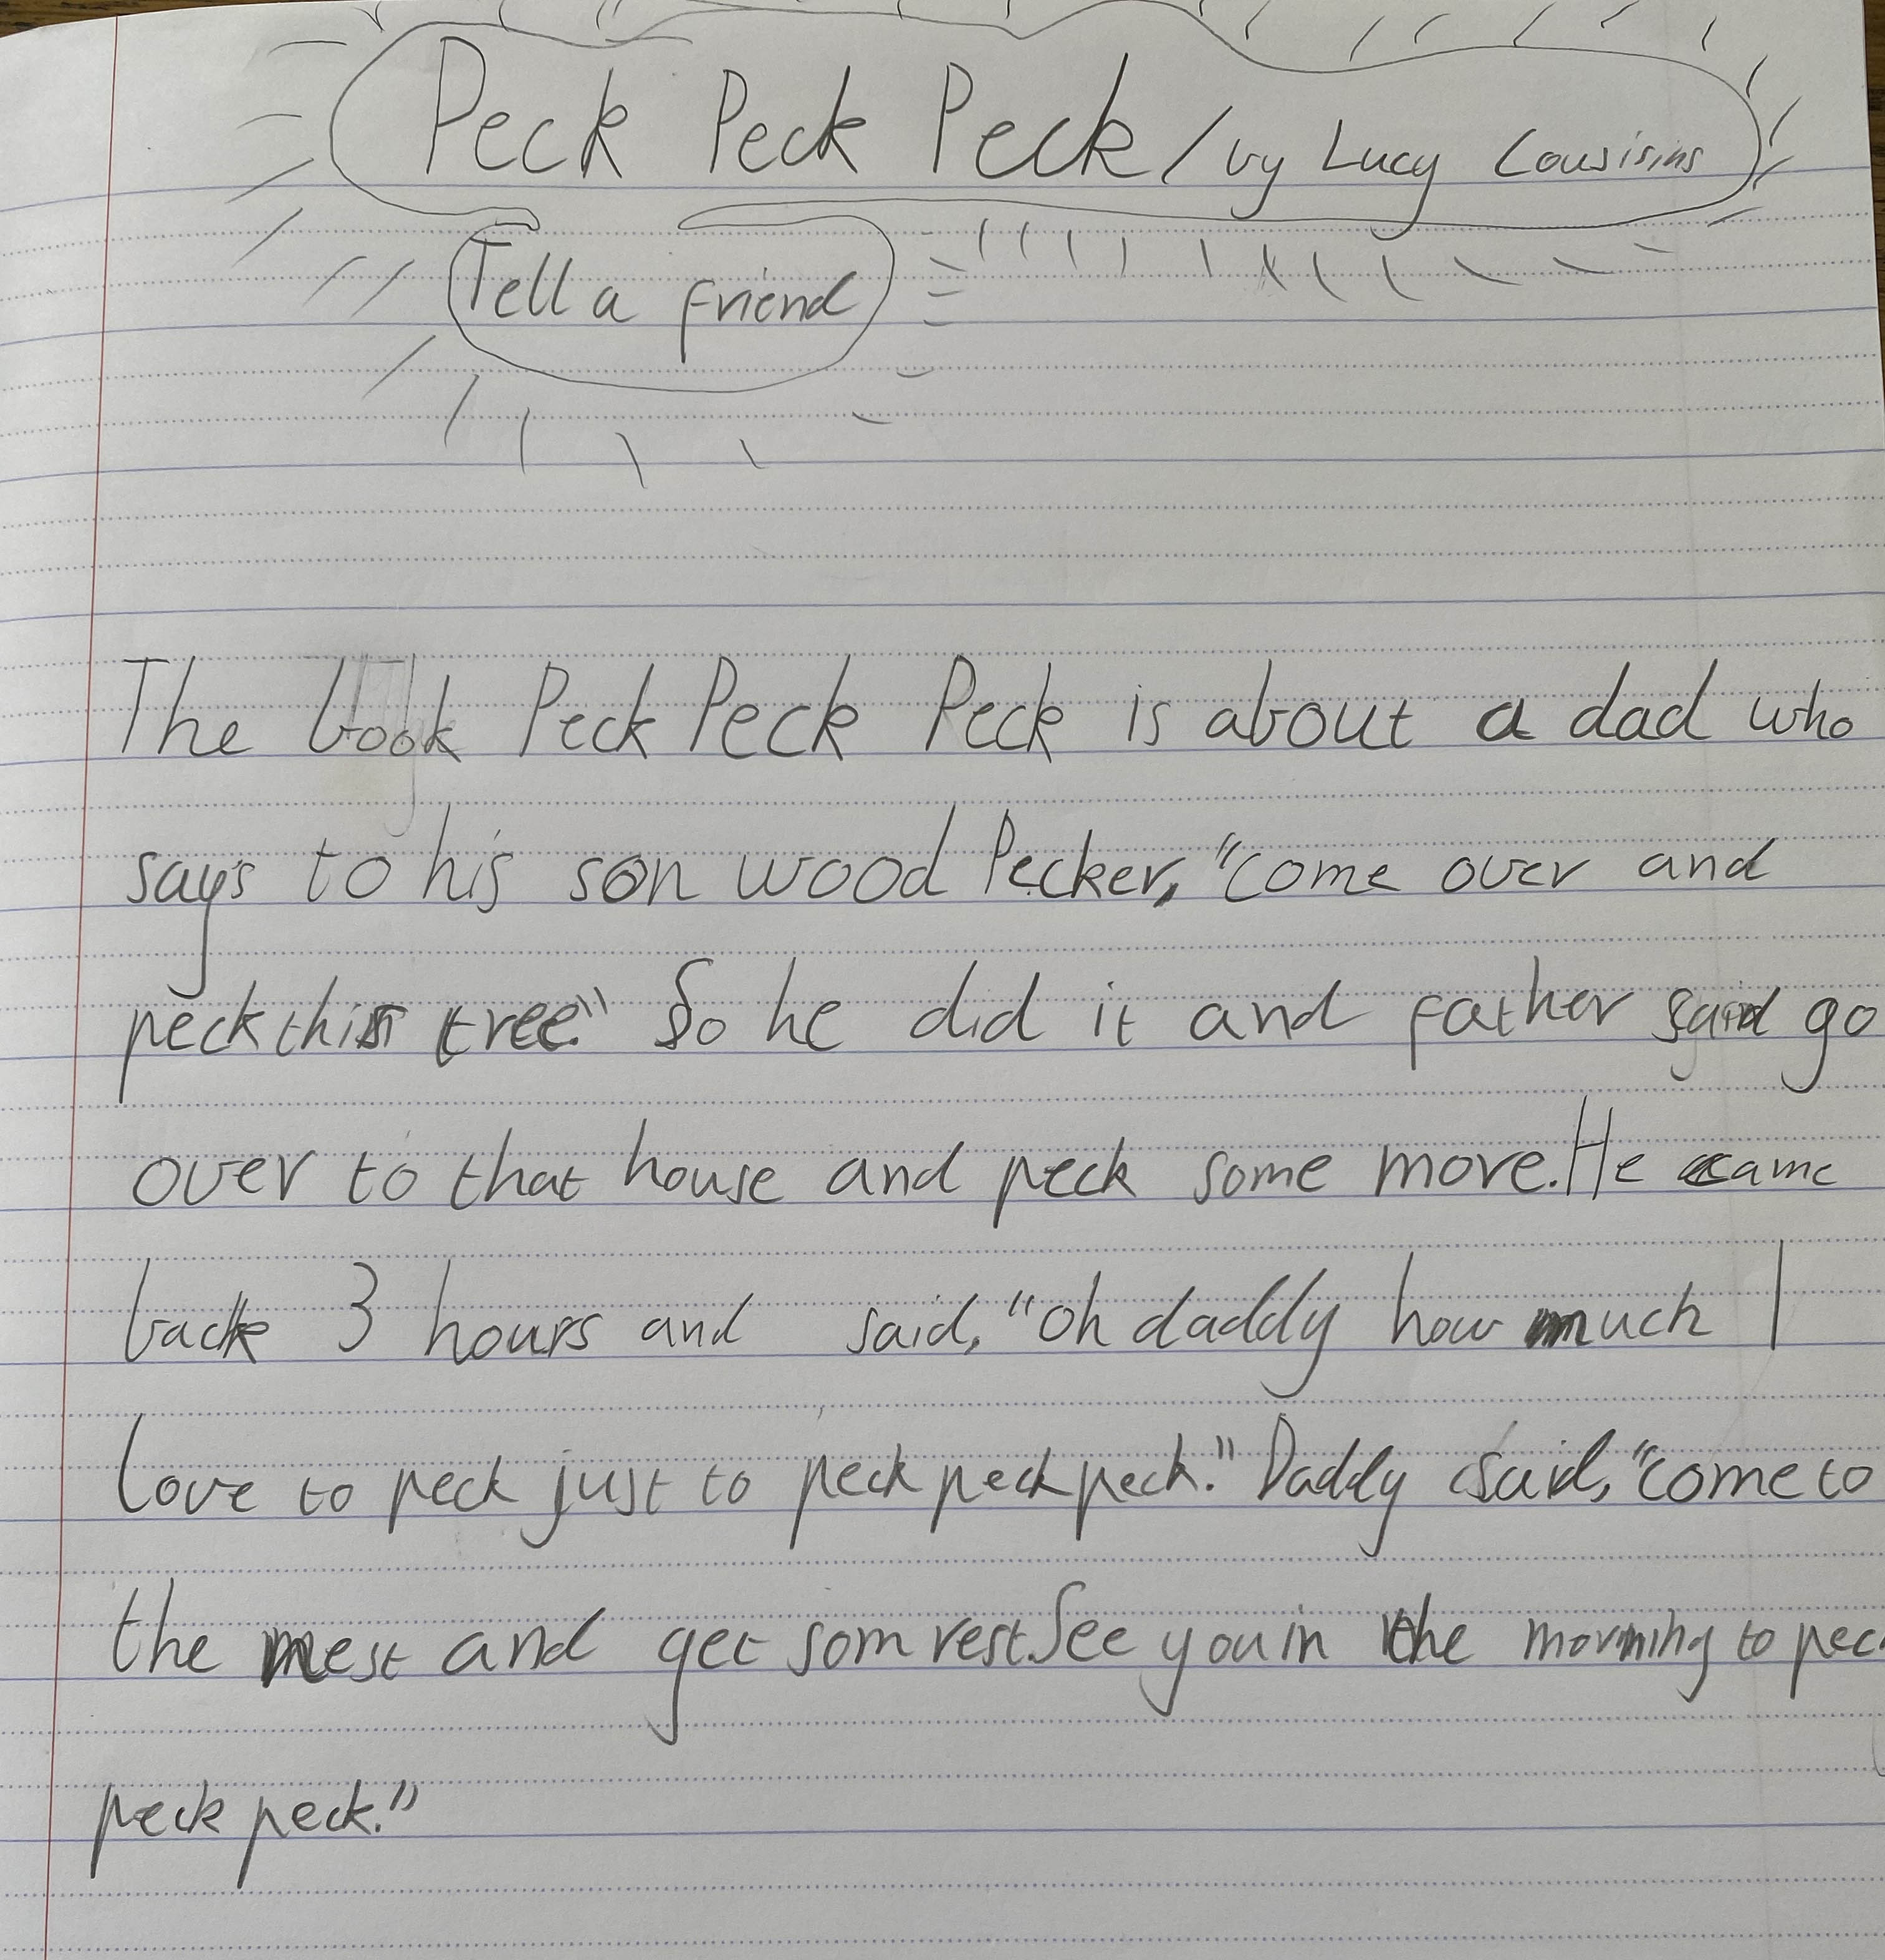 Peck Peck Peck / by Lucy Cousisins
Tell a friend
The book Peck Peck Peck is about a dad who
says to his son wood Pecker, "come over and
peck this tree." So he did it and father said go
over to that house and peck some more. He came
back 3 hours and said, "oh daddy how much I
love to peck just to peck peck peck." Daddy said, "come to
the nest and get som rest. See you in the morning to pec
peck peck."